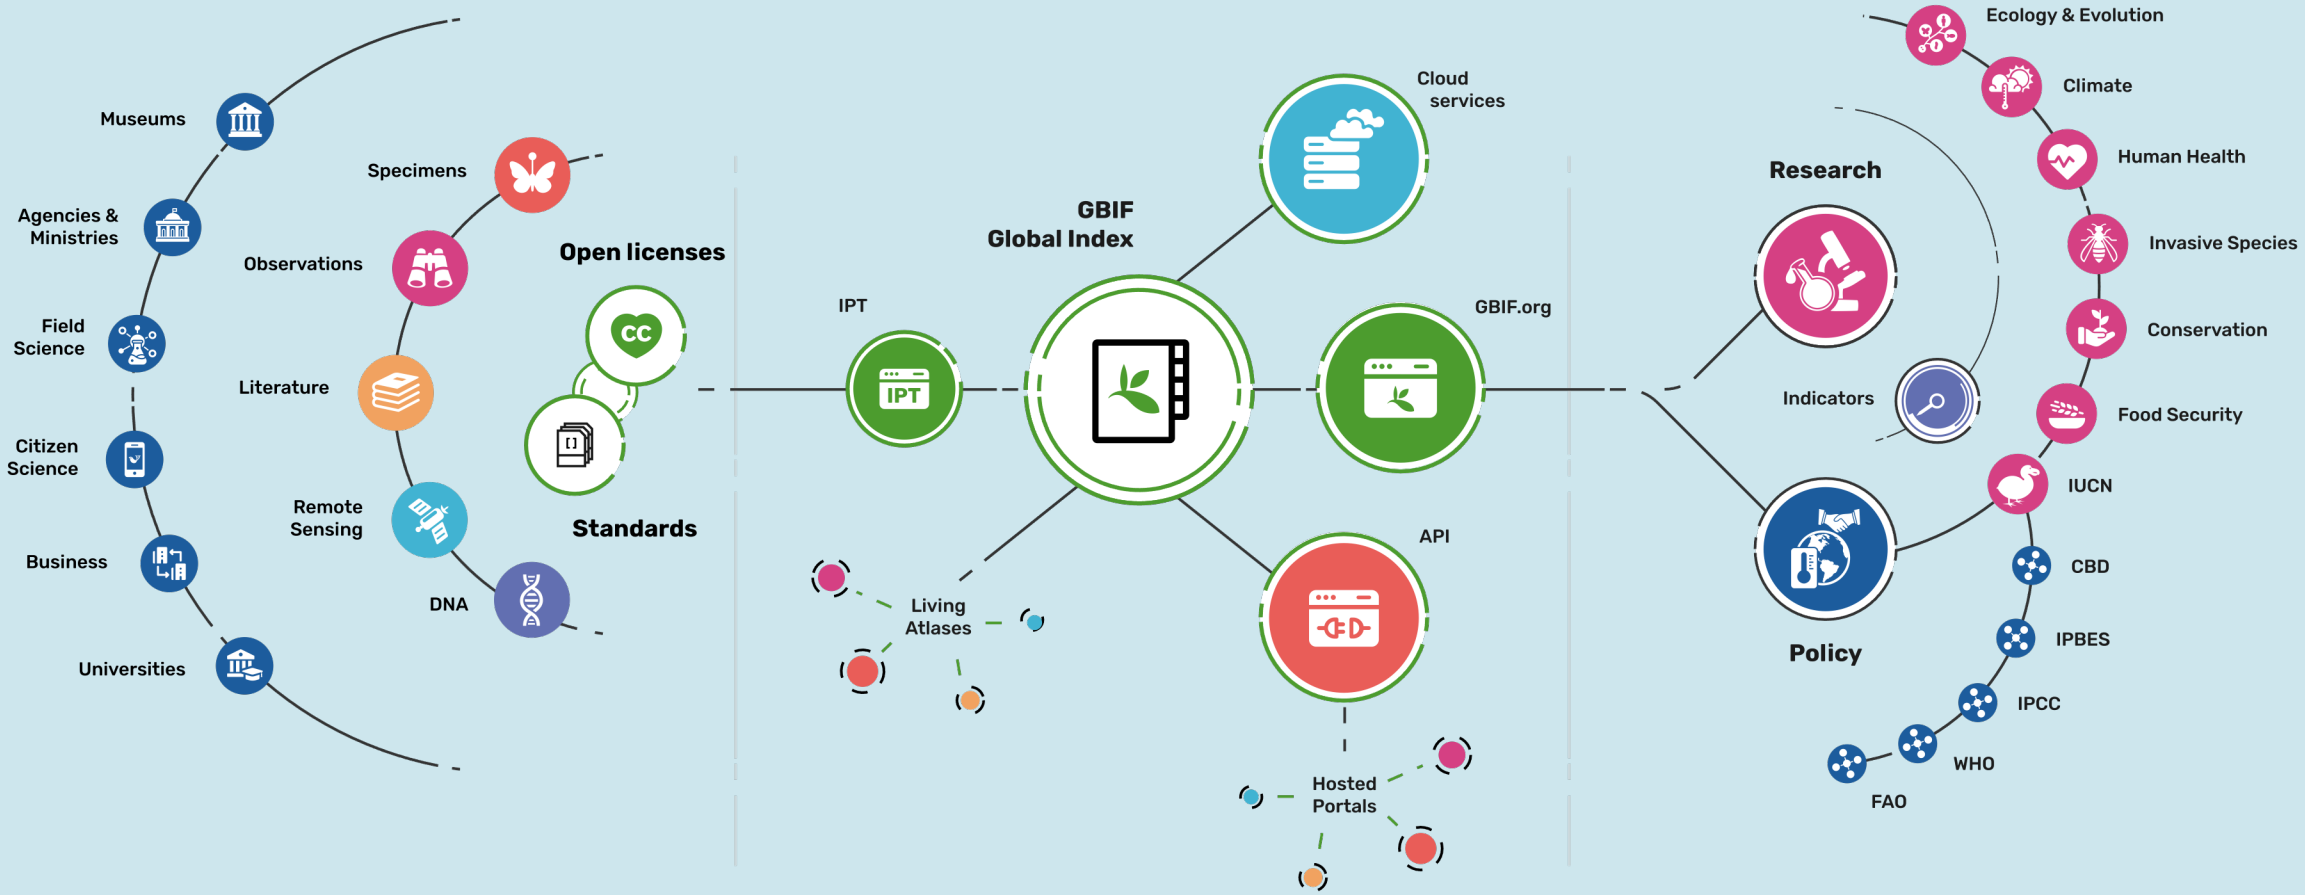 Museums
Agencies &
Ministries
Field
Science
Citizen
Science
Business
Universities
Specimens
Observations
Literature
Remote
Sensing
DNA
Open licenses
CC
[ ]
Standards
IPT
IPT
GBIF
Global Index
Cloud
services
GBIF.org
API
Living
Atlases
Hosted
Portals
Research
Indicators
Policy
Ecology & Evolution
Climate
Human Health
Invasive Species
Conservation
Food Security
IUCN
CBD
IPBES
IPCC
WHO
FAO